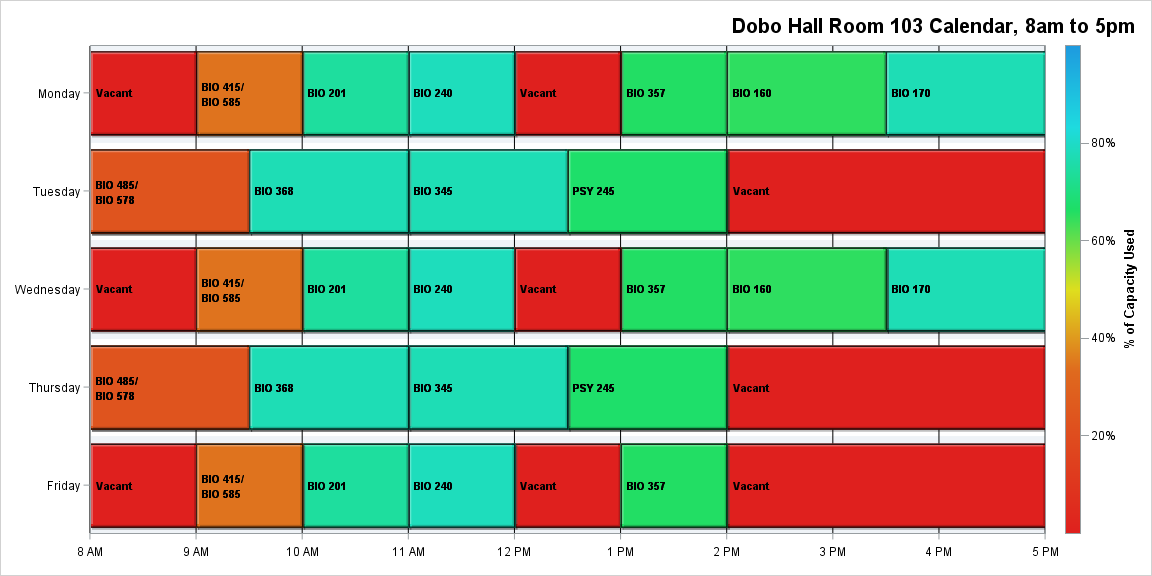 Dobo Hall Room 103 Calendar, 8am to 5pm
Monday
Vacant
BIO 415/
BIO 585
BIO 201
BIO 240
Vacant
BIO 357
BIO 160
BIO 170
Tuesday
BIO 485/
BIO 578
BIO 368
BIO 345
PSY 245
Vacant
Wednesday
Vacant
BIO 415/
BIO 585
BIO 201
BIO 240
Vacant
BIO 357
BIO 160
BIO 170
Thursday
BIO 485/
BIO 578
BIO 368
BIO 345
PSY 245
Vacant
Friday
Vacant
BIO 415/
BIO 585
BIO 201
BIO 240
Vacant
BIO 357
Vacant
8 AM
9 AM
10 AM
11 AM
12 PM
1 PM
2 PM
3 PM
4 PM
5 PM
80%
60%
40%
20%
% of Capacity Used